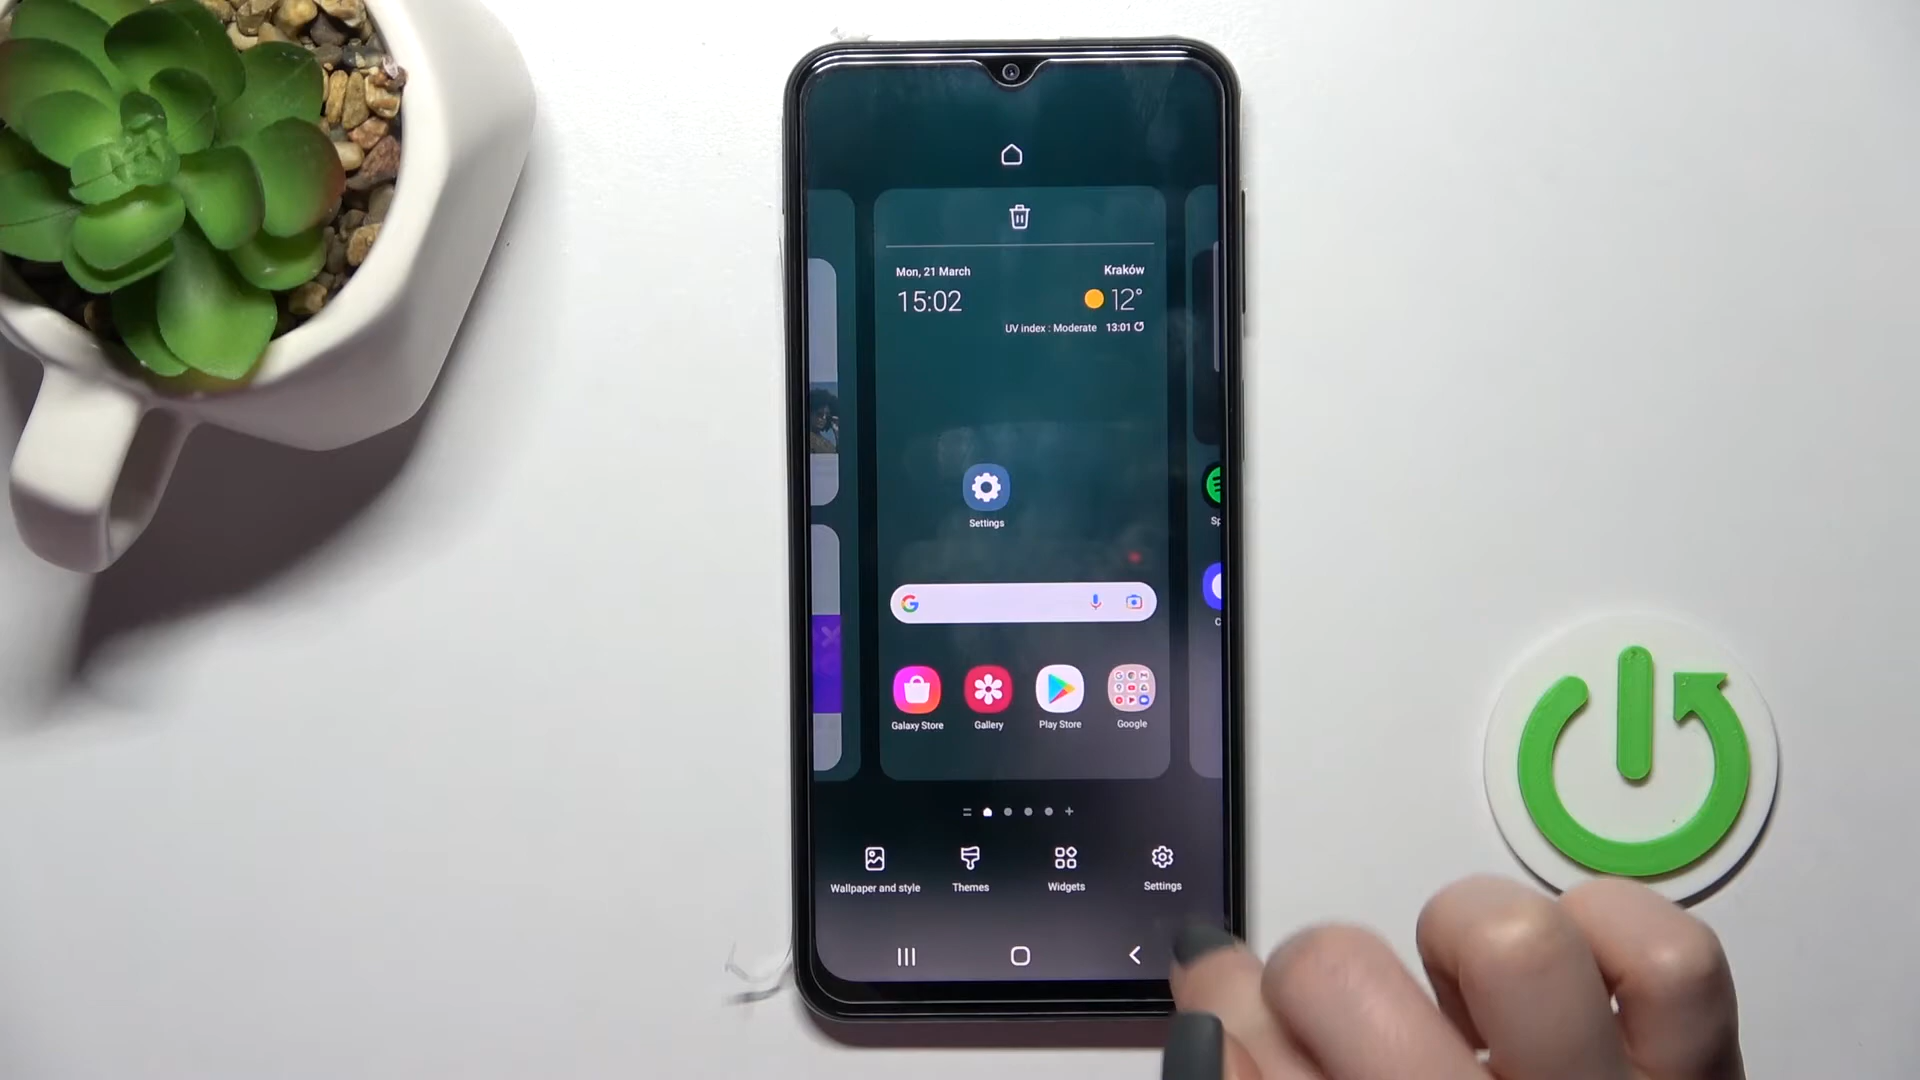 Mon, 21 March
Kraków
15:02
12°
UV index : Moderate 13:01
Settings
Sp
G
C
Galaxy Store
Gallery
Play Store
Google
Wallpaper and style
Themes
Widgets
Settings